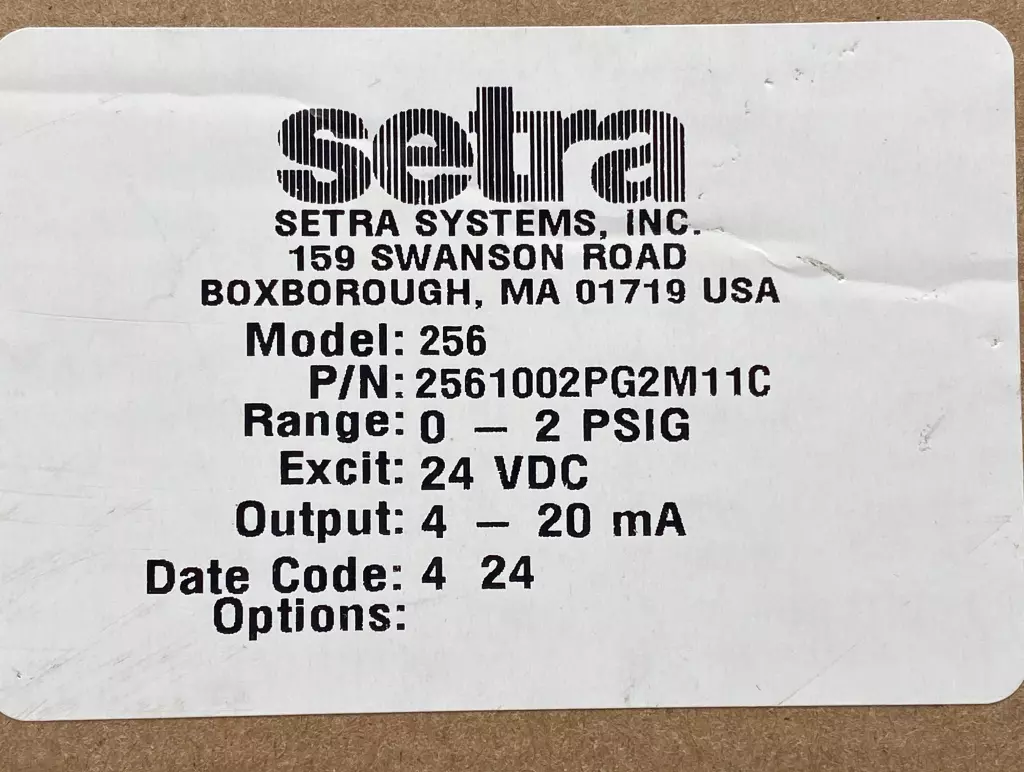 setra
SETRA SYSTEMS, INC.
159 SWANSON ROAD
BOXBOROUGH, MA 01719 USA
Model: 256
P/N: 2561002PG2M11C
Range: 0 – 2 PSIG
Excit: 24 VDC
Output: 4 – 20 mA
Date Code: 4 24
Options: